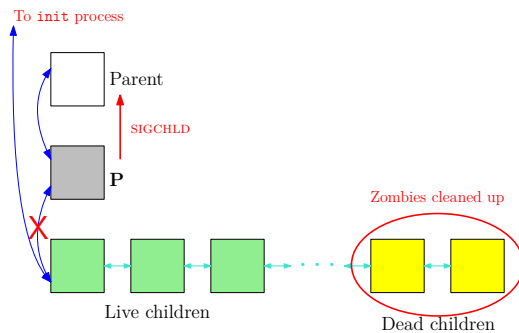 To init process
Parent
SIGCHLD
P
Zombies cleaned up
X
Live children
Dead children